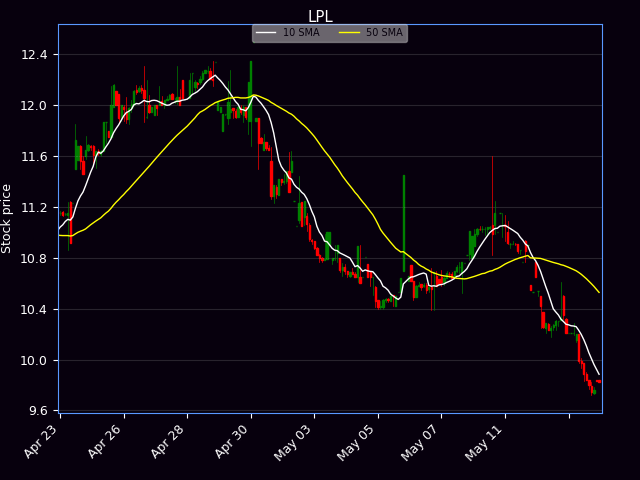 LPL
10 SMA
50 SMA
Stock price
12.4
12.0
11.6
11.2
10.8
10.4
10.0
9.6
Apr 23
Apr 26
Apr 28
Apr 30
May 03
May 05
May 07
May 11